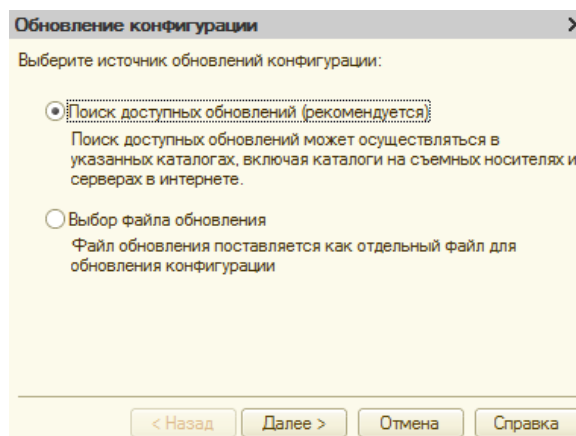 Обновление конфигурации
Выберите источник обновлений конфигурации:
Поиск доступных обновлений (рекомендуется)
Поиск доступных обновлений может осуществляться в
указанных каталогах, включая каталоги на съемных носителях и
серверах в интернете.
Выбор файла обновления
Файл обновления поставляется как отдельный файл для
обновления конфигурации
< Назад Далее > Отмена Справка